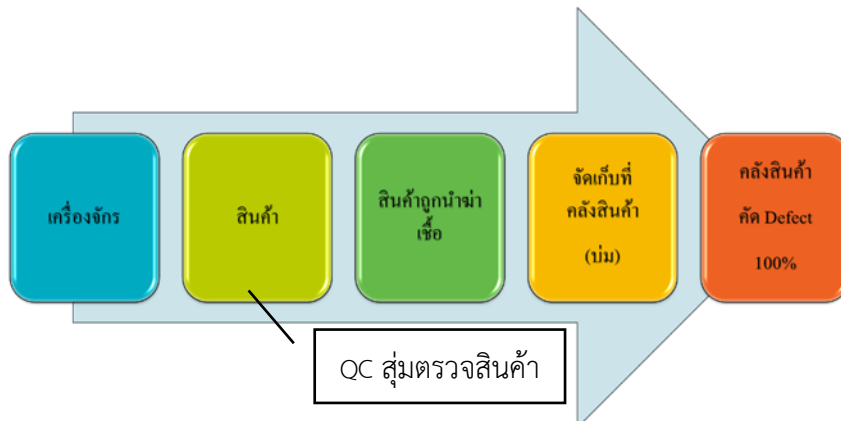 เครื่องจักร
สินค้า
สินค้าถูกนำฆ่า
เชื้อ
จัดเก็บที่
คลังสินค้า
(บ่ม)
คลังสินค้า
คัด Defect
100%
QC สุ่มตรวจสินค้า